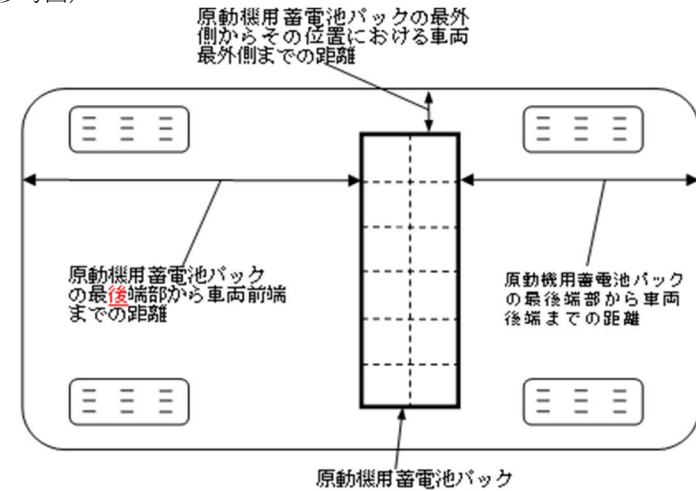 参考図）
原動機用蓄電池パックの最外
側からその位置における車両
最外側までの距離
原動機用蓄電池パック
の最後端部から車両前端
までの距離
原動機用蓄電池パック
の最後端部から車両
後端までの距離
原動機用蓄電池パック